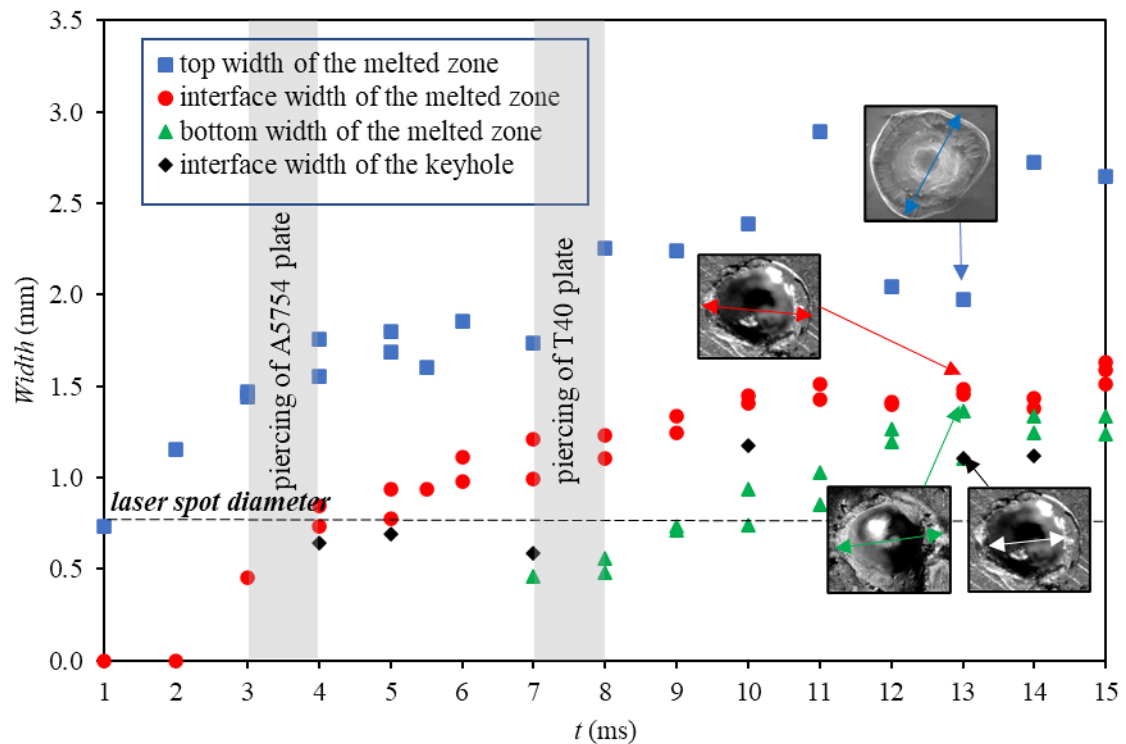 3.5
3.0
2.5
2.0
1.5
1.0
0.5
0.0
Width (mm)
top width of the melted zone
interface width of the melted zone
bottom width of the melted zone
interface width of the keyhole
piercing of A5754 plate
piercing of T40 plate
laser spot diameter
1 2 3 4 5 6 7 8 9 10 11 12 13 14 15
t (ms)